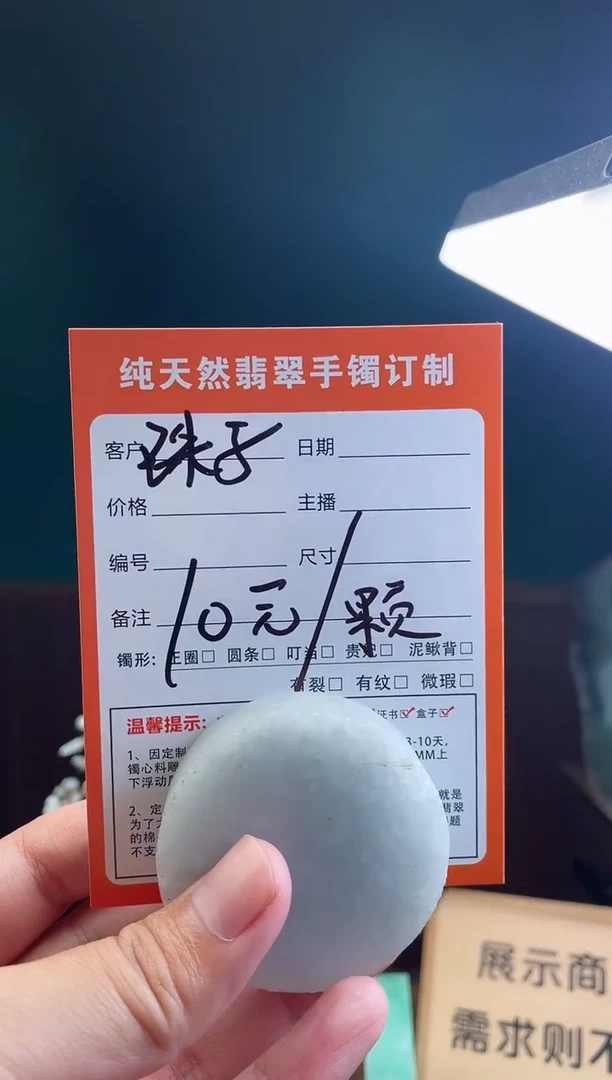 纯天然翡翠手镯订制
客户 珠子 日期
价格 主播
编号 尺寸
备注 10元/颗
镯形: 正圈□ 圆条□ 叮当□ 贵妃□ 泥鳅背□
有裂□ 有纹□ 微瑕□
温馨提示: 证书☑ 盒子☑
1、因定制 3-10天,
镯心料雕 MM上
下浮动
2、定 就是
为了 翡翠
的棉 题
不支
展示商
需求则不